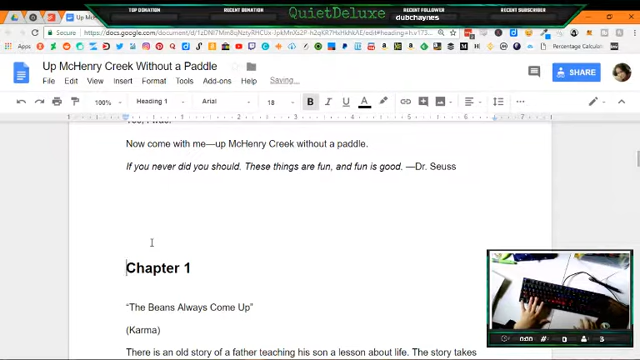 TOP DONATION
RECENT DONATION
QuietDeluxe
RECENT FOLLOWER
RECENT SUBSCRIBER
dubchaynes
Up McHenry Creek Without a Paddle
Saving...
File Edit View Insert Format Tools Add-ons Help
SHARE
100% Heading 1 Arial 18 B I U A
Now come with me—up McHenry Creek without a paddle.
If you never did you should. These things are fun, and fun is good. —Dr. Seuss
Chapter 1
“The Beans Always Come Up”
(Karma)
There is an old story of a father teaching his son a lesson about life. The story takes